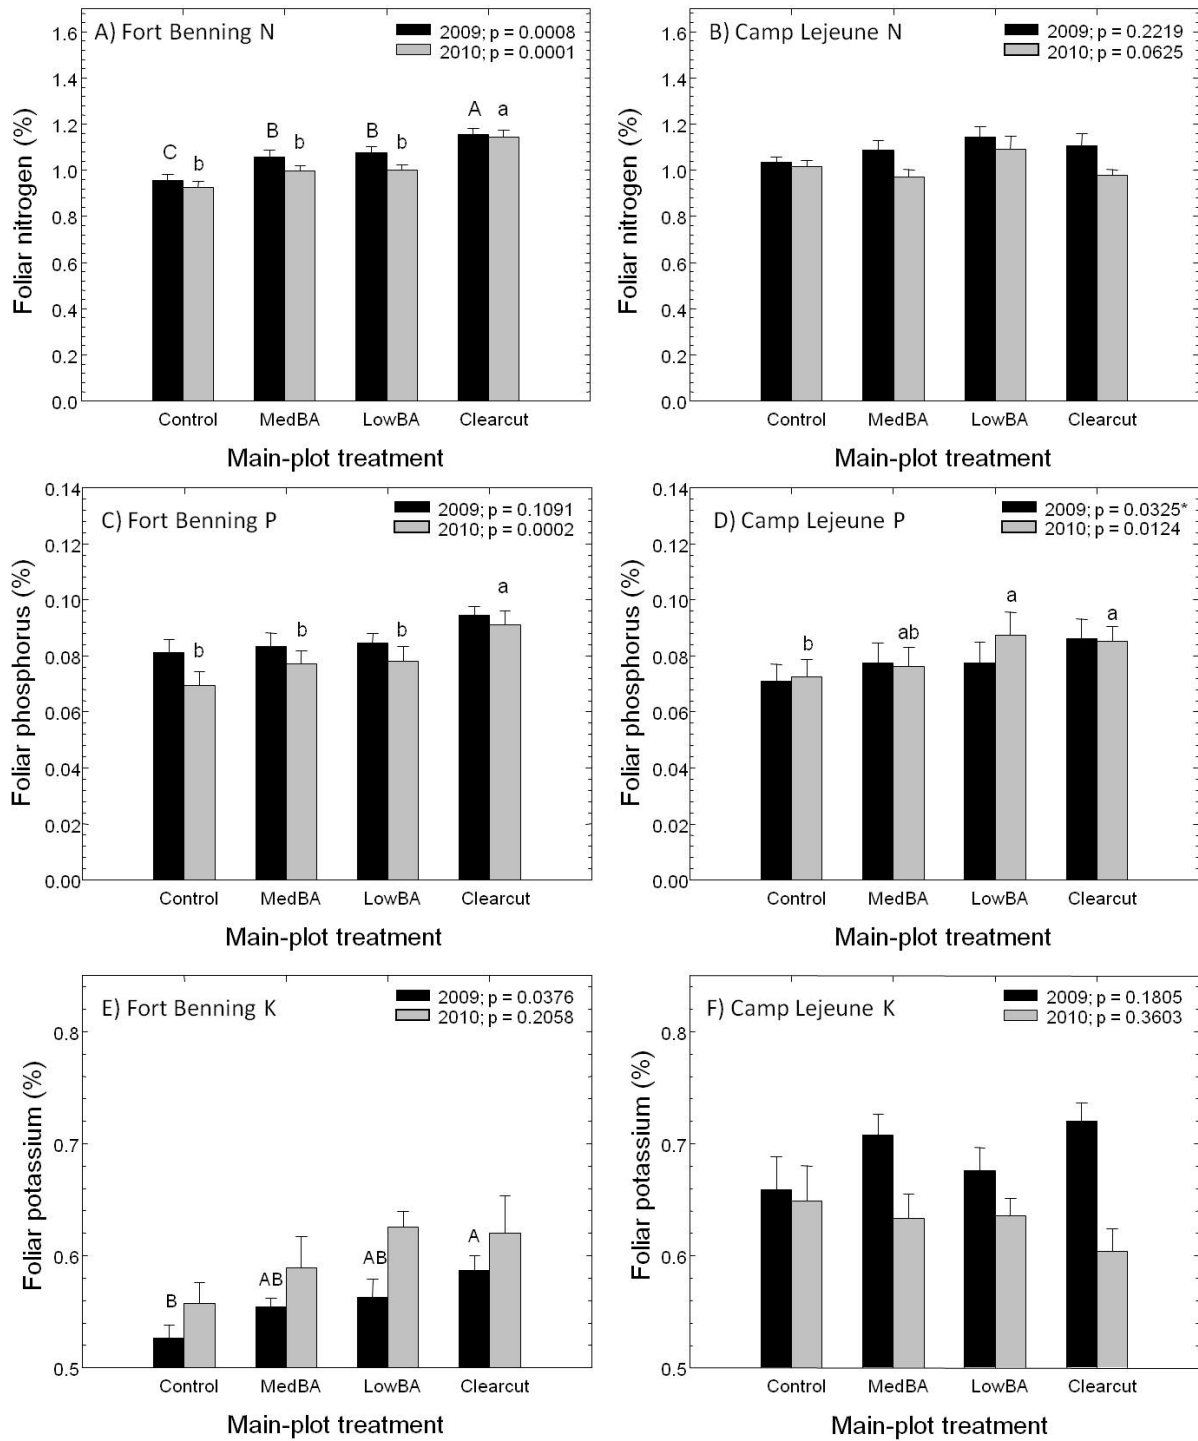 A) Fort Benning N
2009; p = 0.0008
2010; p = 0.0001
1.6
1.4
1.2
1.0
0.8
0.6
0.4
0.2
0.0
Foliar nitrogen (%)
C b B b B b A a
Control MedBA LowBA Clearcut
Main-plot treatment
B) Camp Lejeune N
2009; p = 0.2219
2010; p = 0.0625
1.6
1.4
1.2
1.0
0.8
0.6
0.4
0.2
0.0
Foliar nitrogen (%)
Control MedBA LowBA Clearcut
Main-plot treatment
C) Fort Benning P
2009; p = 0.1091
2010; p = 0.0002
0.14
0.12
0.10
0.08
0.06
0.04
0.02
0.00
Foliar phosphorus (%)
b b b a
Control MedBA LowBA Clearcut
Main-plot treatment
D) Camp Lejeune P
2009; p = 0.0325*
2010; p = 0.0124
0.14
0.12
0.10
0.08
0.06
0.04
0.02
0.00
Foliar phosphorus (%)
b ab a a
Control MedBA LowBA Clearcut
Main-plot treatment
E) Fort Benning K
2009; p = 0.0376
2010; p = 0.2058
0.8
0.7
0.6
0.5
Foliar potassium (%)
B AB AB A
Control MedBA LowBA Clearcut
Main-plot treatment
F) Camp Lejeune K
2009; p = 0.1805
2010; p = 0.3603
0.8
0.7
0.6
0.5
Foliar potassium (%)
Control MedBA LowBA Clearcut
Main-plot treatment